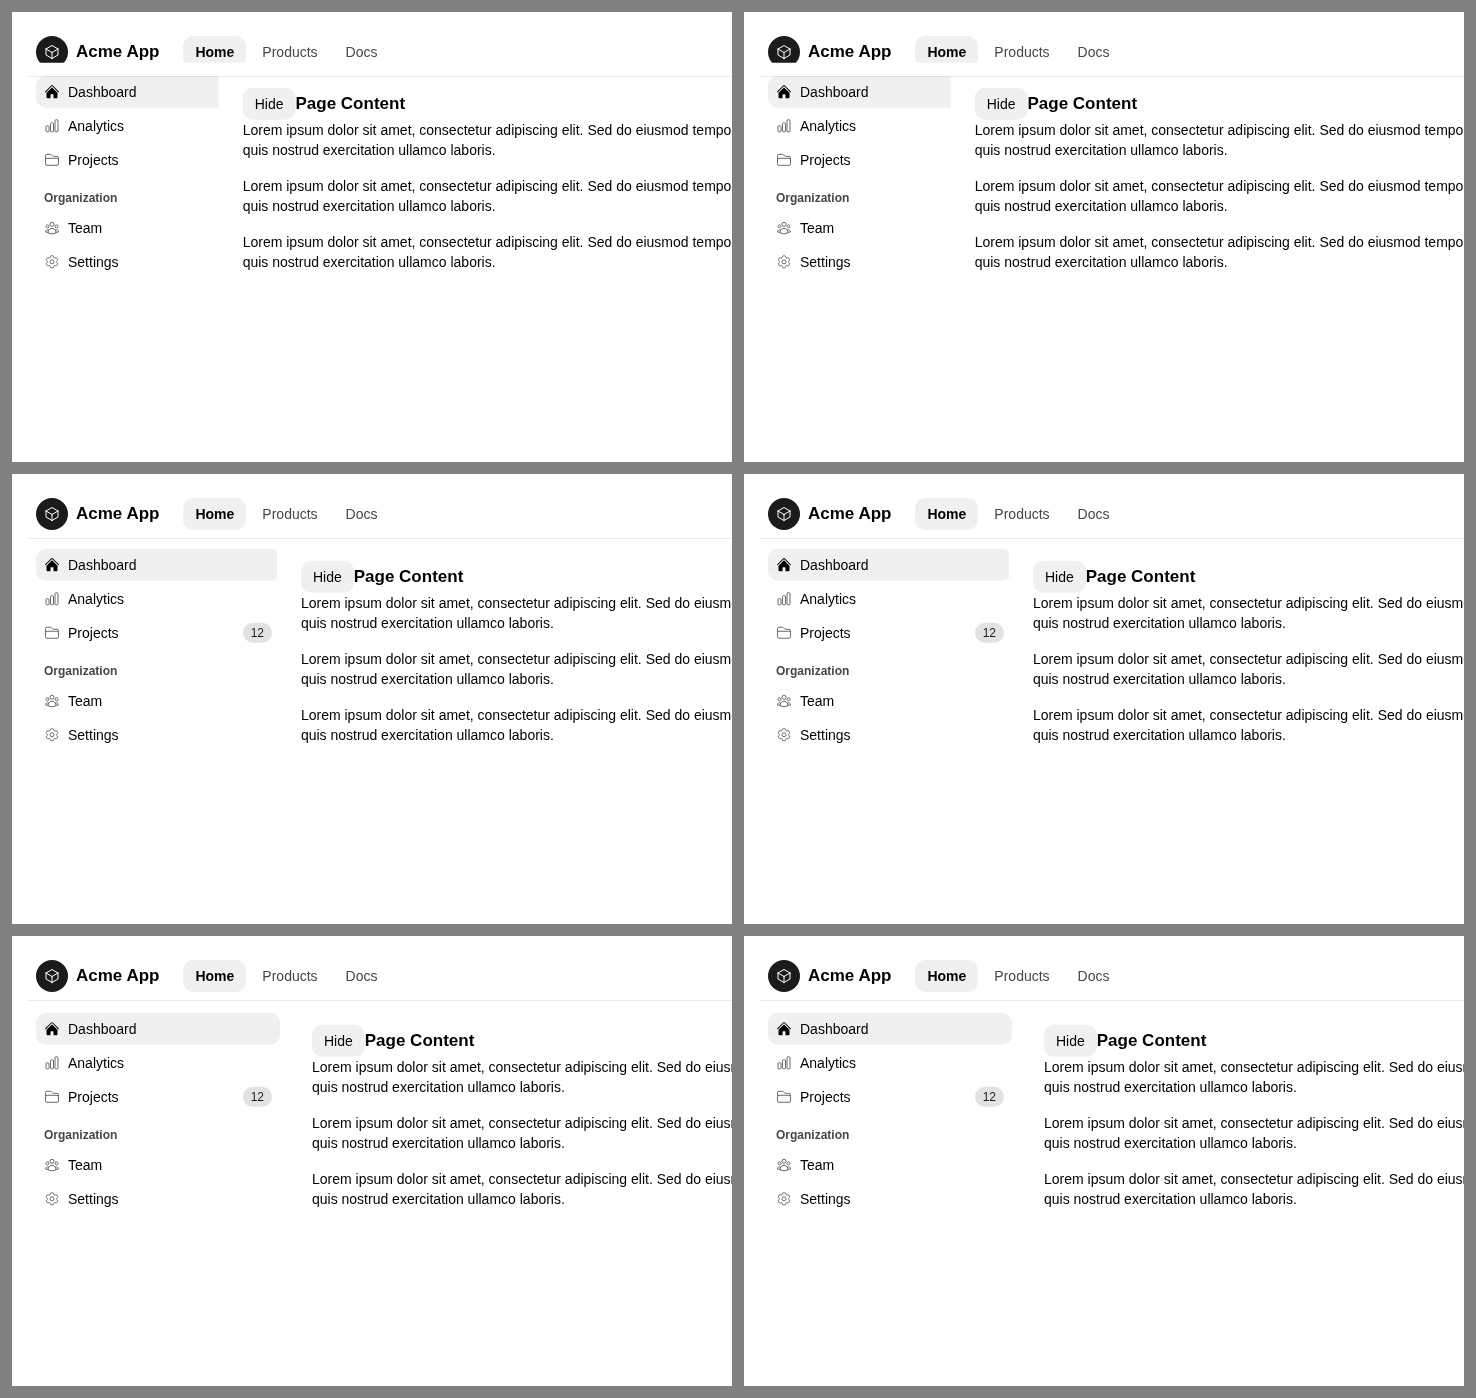 Acme App Home Products Docs
Dashboard
Analytics
Projects
Organization
Team
Settings
Hide Page Content
Lorem ipsum dolor sit amet, consectetur adipiscing elit. Sed do eiusmod tempo
quis nostrud exercitation ullamco laboris.
Lorem ipsum dolor sit amet, consectetur adipiscing elit. Sed do eiusmod tempo
quis nostrud exercitation ullamco laboris.
Lorem ipsum dolor sit amet, consectetur adipiscing elit. Sed do eiusmod tempo
quis nostrud exercitation ullamco laboris.
Acme App Home Products Docs
Dashboard
Analytics
Projects
Organization
Team
Settings
Hide Page Content
Lorem ipsum dolor sit amet, consectetur adipiscing elit. Sed do eiusmod tempo
quis nostrud exercitation ullamco laboris.
Lorem ipsum dolor sit amet, consectetur adipiscing elit. Sed do eiusmod tempo
quis nostrud exercitation ullamco laboris.
Lorem ipsum dolor sit amet, consectetur adipiscing elit. Sed do eiusmod tempo
quis nostrud exercitation ullamco laboris.
Acme App Home Products Docs
Dashboard
Analytics
Projects 12
Organization
Team
Settings
Hide Page Content
Lorem ipsum dolor sit amet, consectetur adipiscing elit. Sed do eiusm
quis nostrud exercitation ullamco laboris.
Lorem ipsum dolor sit amet, consectetur adipiscing elit. Sed do eiusm
quis nostrud exercitation ullamco laboris.
Lorem ipsum dolor sit amet, consectetur adipiscing elit. Sed do eiusm
quis nostrud exercitation ullamco laboris.
Acme App Home Products Docs
Dashboard
Analytics
Projects 12
Organization
Team
Settings
Hide Page Content
Lorem ipsum dolor sit amet, consectetur adipiscing elit. Sed do eiusm
quis nostrud exercitation ullamco laboris.
Lorem ipsum dolor sit amet, consectetur adipiscing elit. Sed do eiusm
quis nostrud exercitation ullamco laboris.
Lorem ipsum dolor sit amet, consectetur adipiscing elit. Sed do eiusm
quis nostrud exercitation ullamco laboris.
Acme App Home Products Docs
Dashboard
Analytics
Projects 12
Organization
Team
Settings
Hide Page Content
Lorem ipsum dolor sit amet, consectetur adipiscing elit. Sed do eius
quis nostrud exercitation ullamco laboris.
Lorem ipsum dolor sit amet, consectetur adipiscing elit. Sed do eius
quis nostrud exercitation ullamco laboris.
Lorem ipsum dolor sit amet, consectetur adipiscing elit. Sed do eius
quis nostrud exercitation ullamco laboris.
Acme App Home Products Docs
Dashboard
Analytics
Projects 12
Organization
Team
Settings
Hide Page Content
Lorem ipsum dolor sit amet, consectetur adipiscing elit. Sed do eius
quis nostrud exercitation ullamco laboris.
Lorem ipsum dolor sit amet, consectetur adipiscing elit. Sed do eius
quis nostrud exercitation ullamco laboris.
Lorem ipsum dolor sit amet, consectetur adipiscing elit. Sed do eius
quis nostrud exercitation ullamco laboris.